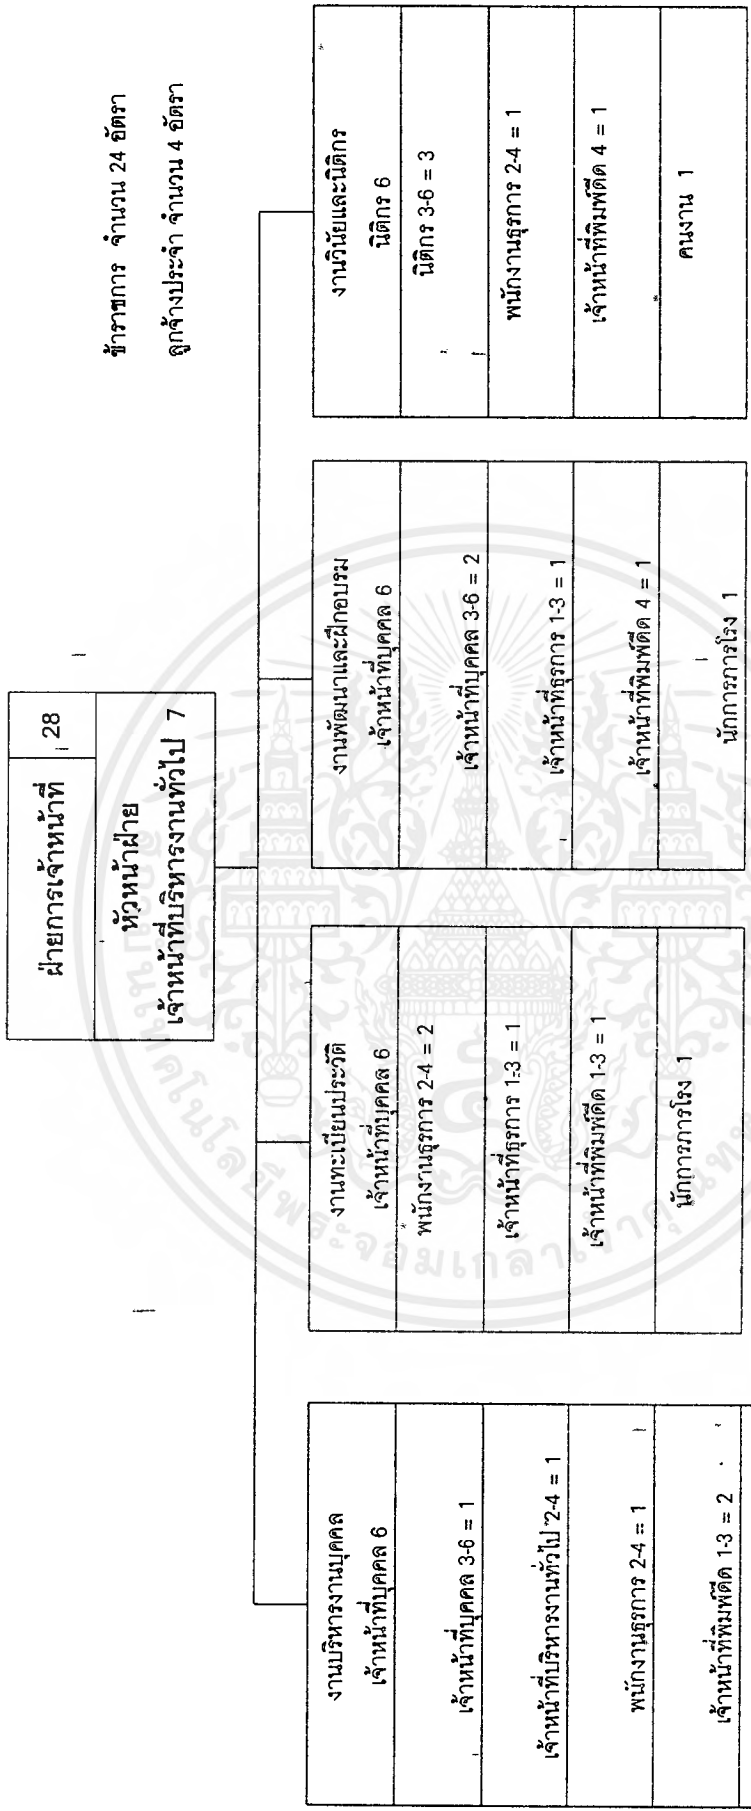 ฝ่ายการเจ้าหน้าที่
28
หัวหน้าฝ่าย
เจ้าหน้าที่บริหารงานทั่วไป 7
ข้าราชการ จำนวน 24 อัตรา
ลูกจ้างประจำ จำนวน 4 อัตรา
งานบริหารงานบุคคล
เจ้าหน้าที่บุคคล 6
เจ้าหน้าที่บุคคล 3-6 = 1
เจ้าหน้าที่บริหารงานทั่วไป 2-4 = 1
พนักงานธุรการ 2-4 = 1
เจ้าหน้าที่พิมพ์ดีด 1-3 = 2
งานทะเบียนประวัติ
เจ้าหน้าที่บุคคล 6
พนักงานธุรการ 2-4 = 2
เจ้าหน้าที่ธุรการ 1-3 = 1
เจ้าหน้าที่พิมพ์ดีด 1-3 = 1
นักการภารโรง 1
งานพัฒนาและฝึกอบรม
เจ้าหน้าที่บุคคล 6
เจ้าหน้าที่บุคคล 3-6 = 2
เจ้าหน้าที่ธุรการ 1-3 = 1
เจ้าหน้าที่พิมพ์ดีด 4 = 1
นักการภารโรง 1
งานวินัยและนิติกร
นิติกร 6
นิติกร 3-6 = 3
พนักงานธุรการ 2-4 = 1
เจ้าหน้าที่พิมพ์ดีด 4 = 1
คนงาน 1